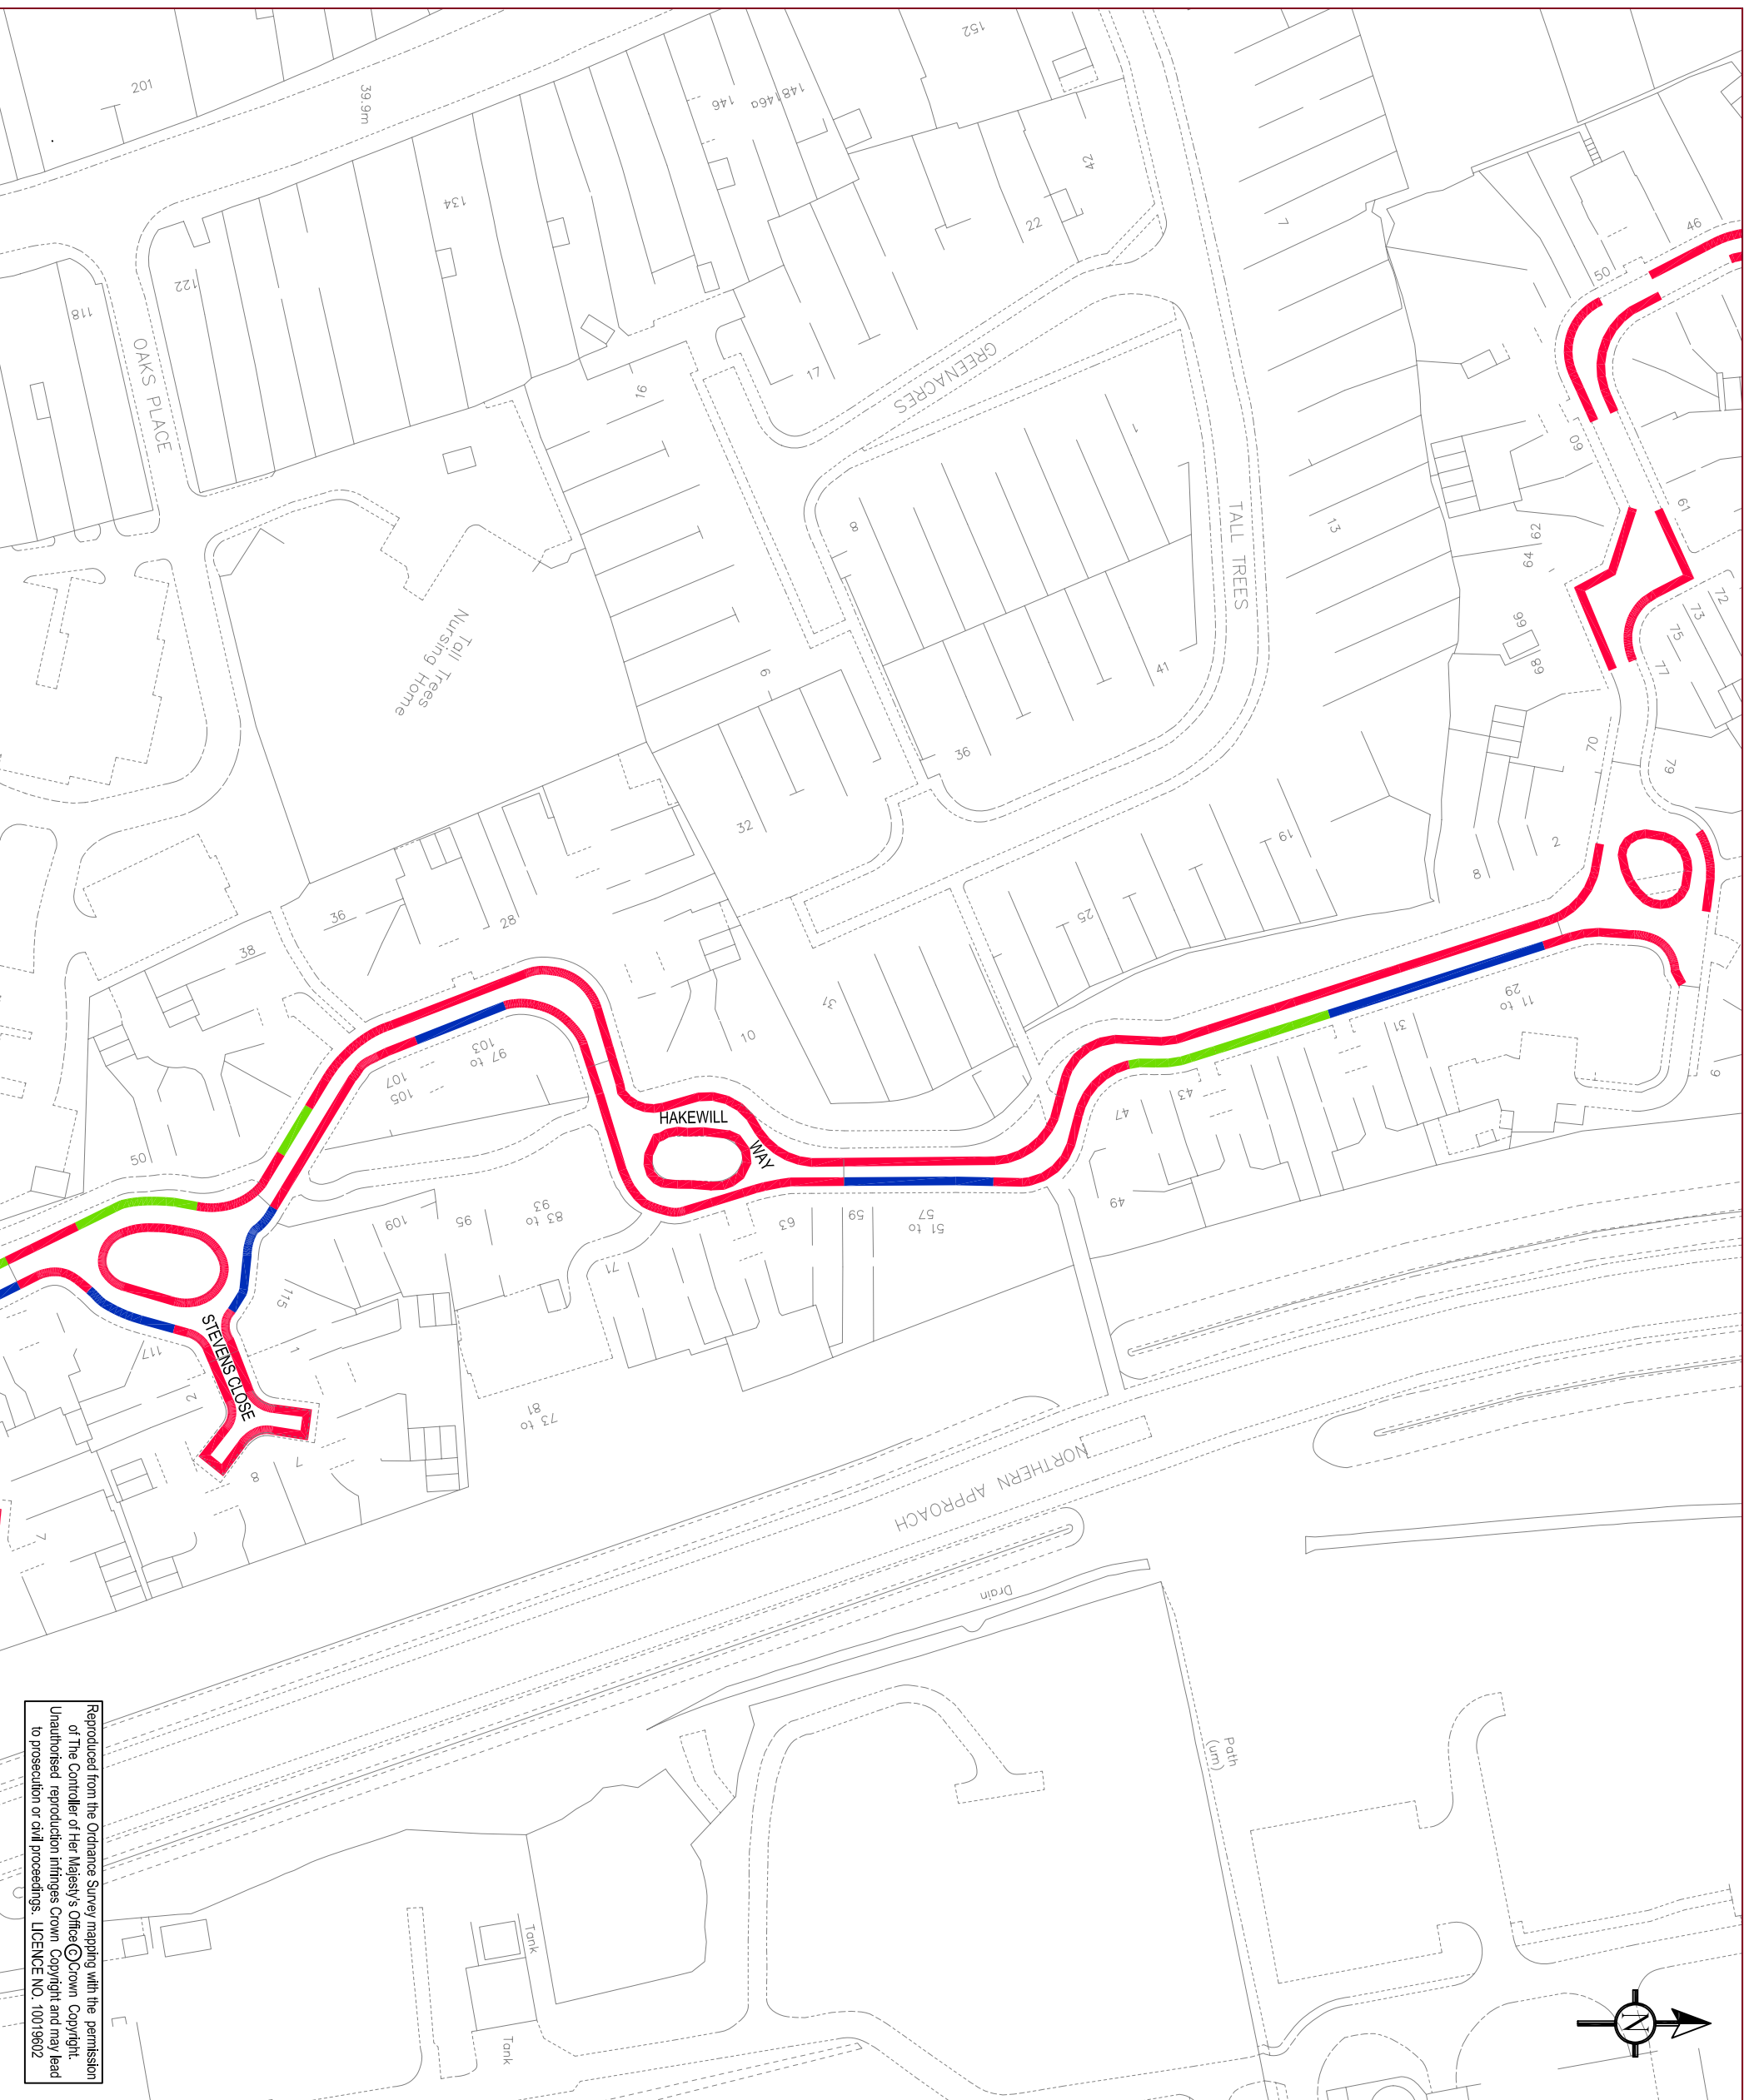 201
39.9m
152
146
146a
148
134
122
118
OAKS PLACE
42
22
17
16
GREENACRES
7
46
50
60
61
TALL TREES
13
1
8
62
64
66
68
72
73
75
77
79
70
Tall Trees
Nursing Home
9
41
36
32
19
25
37
2
8
36
28
38
10
11 to
29
31
9
97 to
103
107
105
43
47
49
HAKEWILL
WAY
50
83 to
93
95
109
63
59
51 to
57
71
115
117
STEVENS CLOSE
1
2
7
8
7
73 to
81
NORTHERN APPROACH
Drain
Path
(um)
Tank
Tank
N
Reproduced from the Ordnance Survey mapping with the permission
of The Controller of Her Majesty's Office © Crown Copyright.
Unauthorised reproduction infringes Crown Copyright and may lead
to prosecution or civil proceedings. LICENCE NO. 10019602